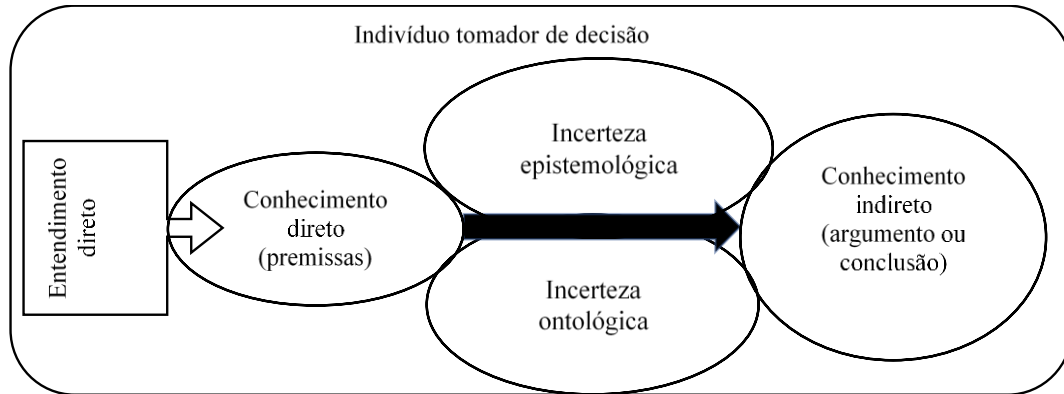 Indivíduo tomador de decisão
Entendimento
direto
Conhecimento
direto
(premissas)
Incerteza
epistemológica
Incerteza
ontológica
Conhecimento
indireto
(argumento ou
conclusão)